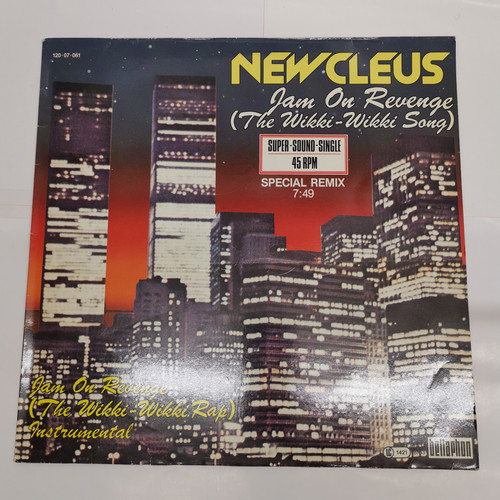 120·07·061
NEWCLEUS
Jam On Revenge
(The Wikki-Wikki Song)
SUPER-SOUND-SINGLE
45 RPM
SPECIAL REMIX
7:49
Jam On Revenge
(The Wikki-Wikki Rap)
Instrumental
1421
bellaphon